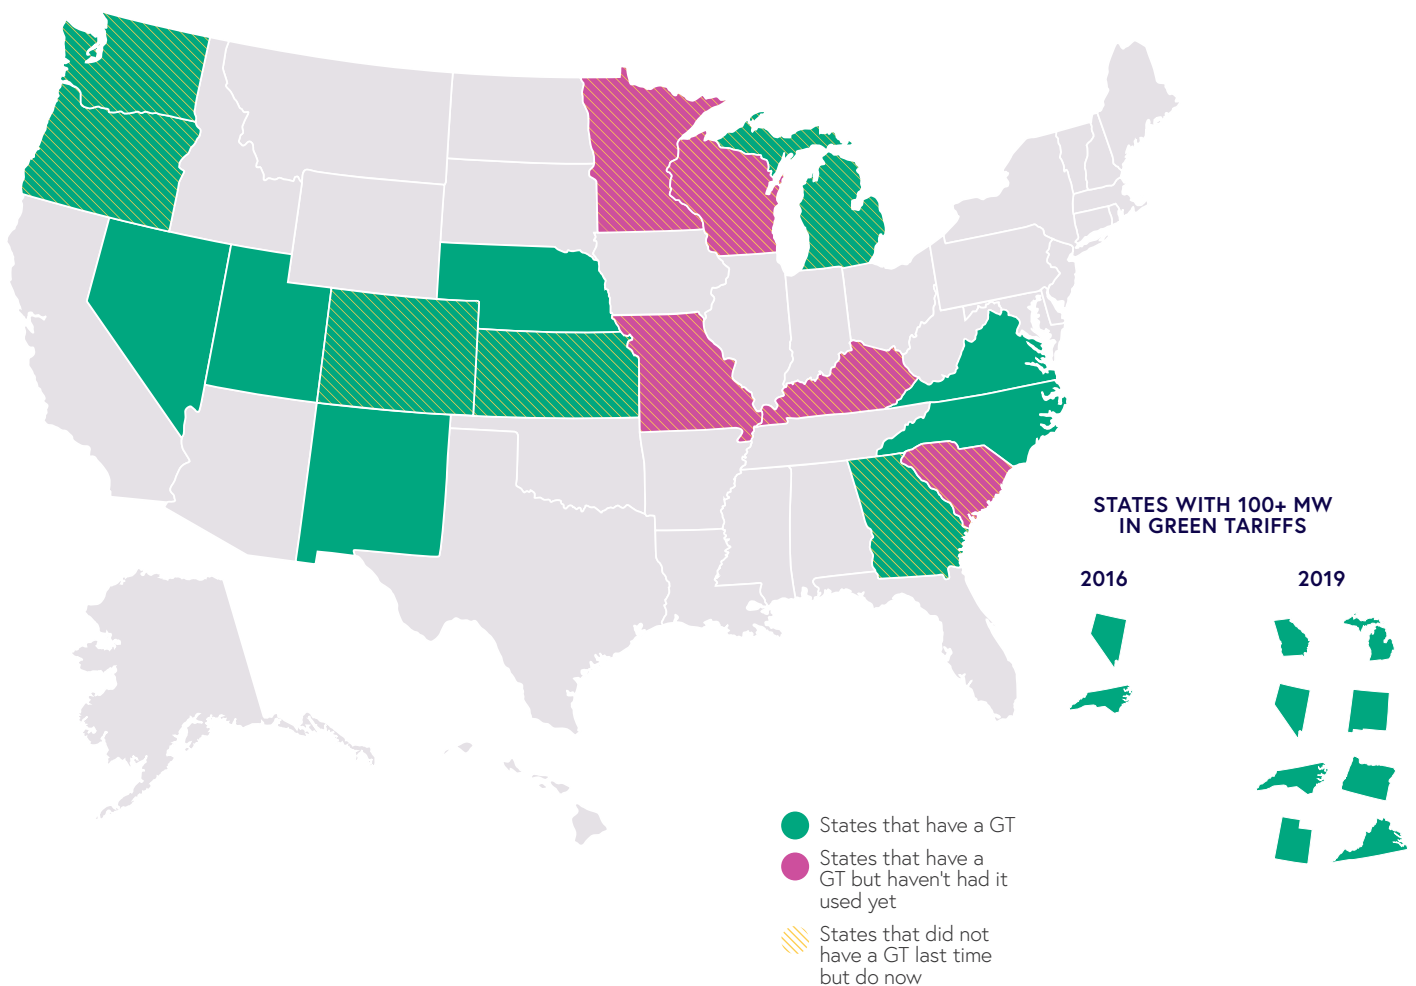 STATES WITH 100+ MW
IN GREEN TARIFFS
2016
2019
States that have a GT
States that have a
GT but haven't had it
used yet
States that did not
have a GT last time
but do now